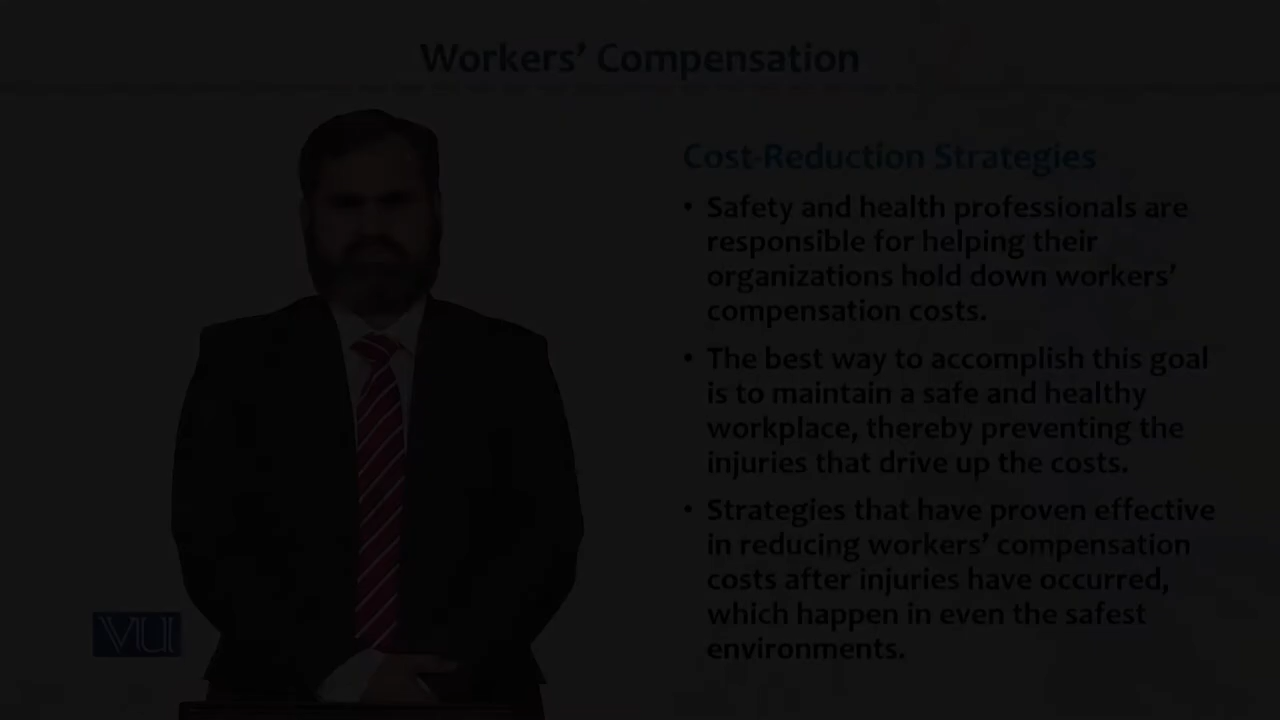 Workers’ Compensation
Cost-Reduction Strategies
• Safety and health professionals are
responsible for helping their
organizations hold down workers’
compensation costs.
• The best way to accomplish this goal
is to maintain a safe and healthy
workplace, thereby preventing the
injuries that drive up the costs.
• Strategies that have proven effective
in reducing workers’ compensation
costs after injuries have occurred,
which happen in even the safest
environments.
VU